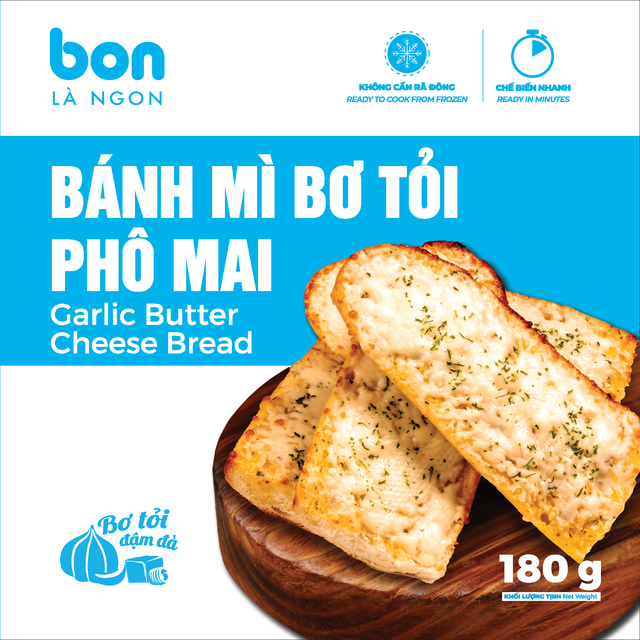 bon
LÀ NGON
KHÔNG CẦN RÃ ĐÔNG
READY TO COOK FROM FROZEN
CHẾ BIẾN NHANH
READY IN MINUTES
BÁNH MÌ BƠ TỎI
PHÔ MAI
Garlic Butter
Cheese Bread
Bơ tỏi
đậm đà
180 g
KHỐI LƯỢNG TỊNH Net Weight